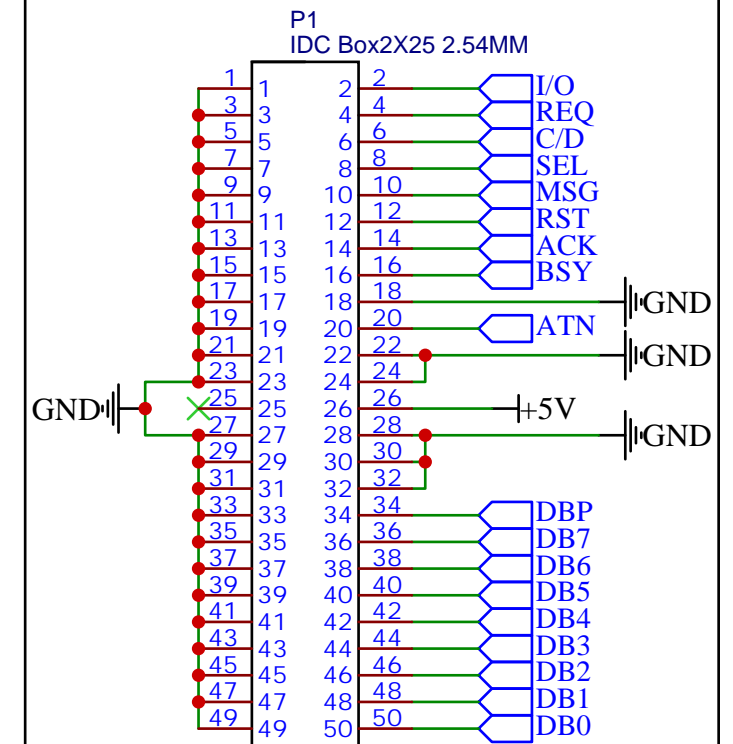 P1
IDC Box2X25 2.54MM
1 1 2 2 I/O
3 3 4 4 REQ
5 5 6 6 C/D
7 7 8 8 SEL
9 9 10 10 MSG
11 11 12 12 RST
13 13 14 14 ACK
15 15 16 16 BSY
17 17 18 18 GND
19 19 20 20 ATN
21 21 22 22 GND
23 23 24 24
GND 25 25 26 26 +5V
27 27 28 28 GND
29 29 30 30
31 31 32 32
33 33 34 34 DBP
35 35 36 36 DB7
37 37 38 38 DB6
39 39 40 40 DB5
41 41 42 42 DB4
43 43 44 44 DB3
45 45 46 46 DB2
47 47 48 48 DB1
49 49 50 50 DB0